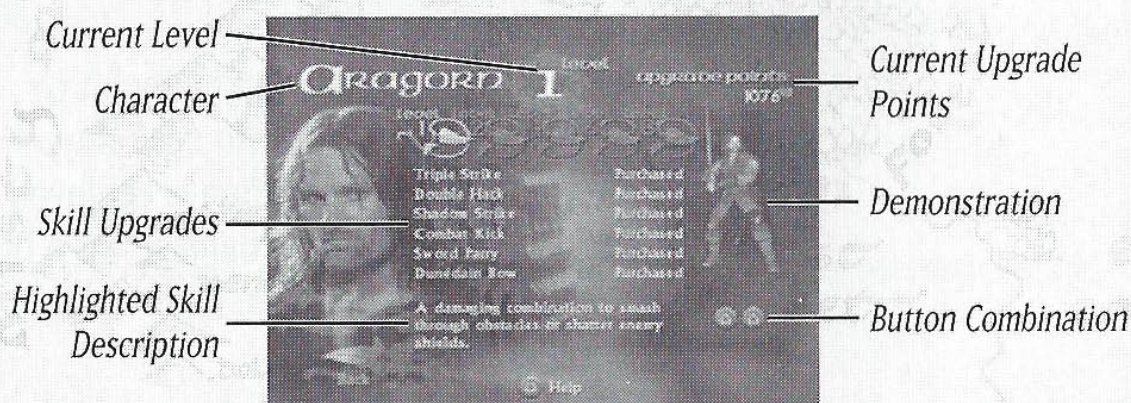 Current Level
Character
Skill Upgrades
Highlighted Skill
Description
Aragorn
1
Level
upgrade points
1076
Level
Triple Strike Purchased
Double Hack Purchased
Shadow Strike Purchased
Combat Kick Purchased
Sword Parry Purchased
Dunedain Bow Purchased
A damaging combination to smash
through obstacles or shatter enemy
shields.
Back
Help
Current Upgrade
Points
Demonstration
Button Combination